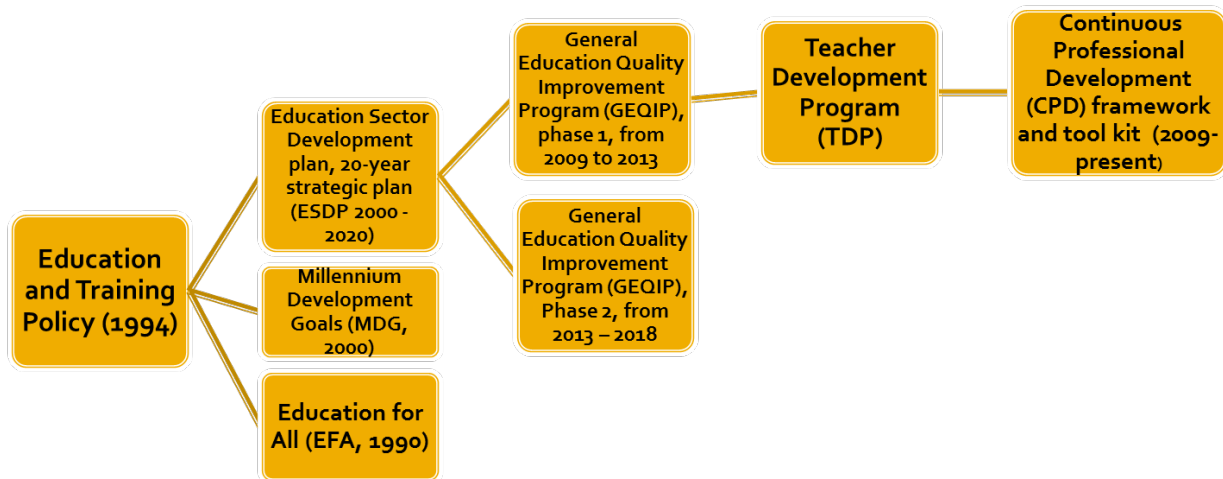 Education
and Training
Policy (1994)
Education Sector
Development
plan, 20-year
strategic plan
(ESDP 2000 -
2020)
Millennium
Development
Goals (MDG,
2000)
Education for
All (EFA, 1990)
General
Education Quality
Improvement
Program (GEQIP),
phase 1, from
2009 to 2013
General
Education Quality
Improvement
Program (GEQIP),
Phase 2, from
2013 – 2018
Teacher
Development
Program
(TDP)
Continuous
Professional
Development
(CPD) framework
and tool kit (2009-
present)